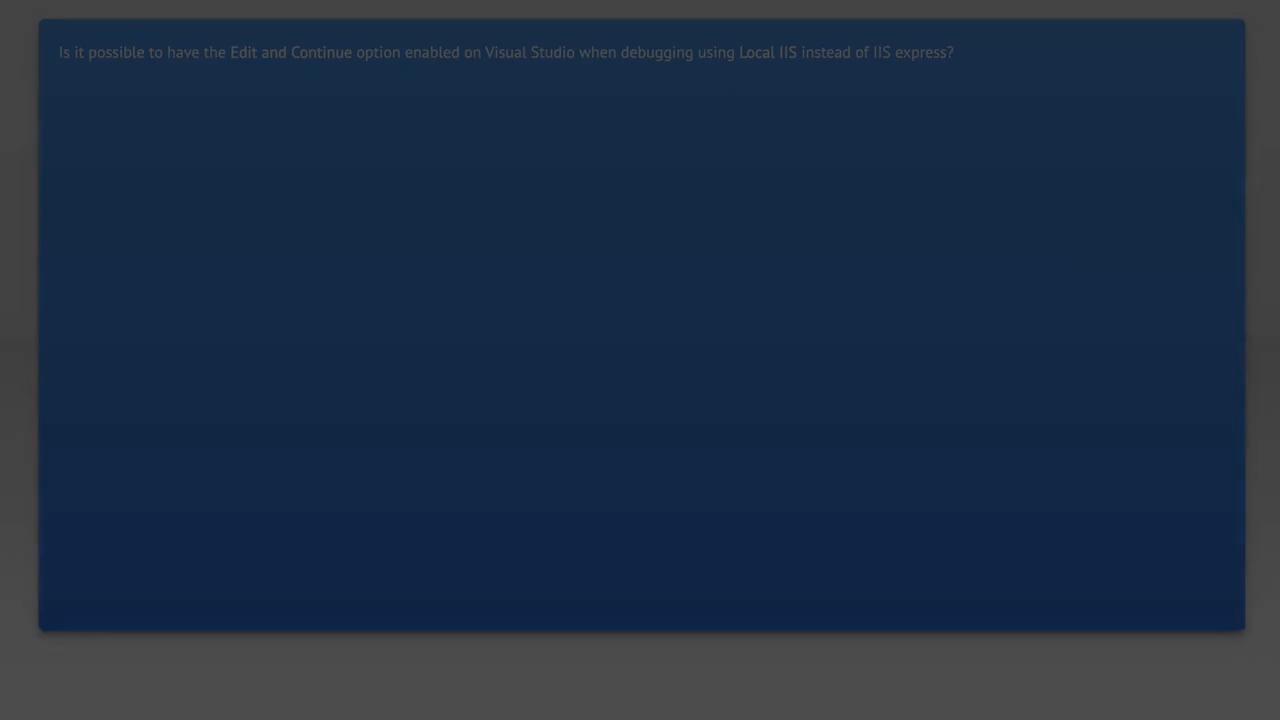 Is it possible to have the Edit and Continue option enabled on Visual Studio when debugging using Local IIS instead of IIS express?